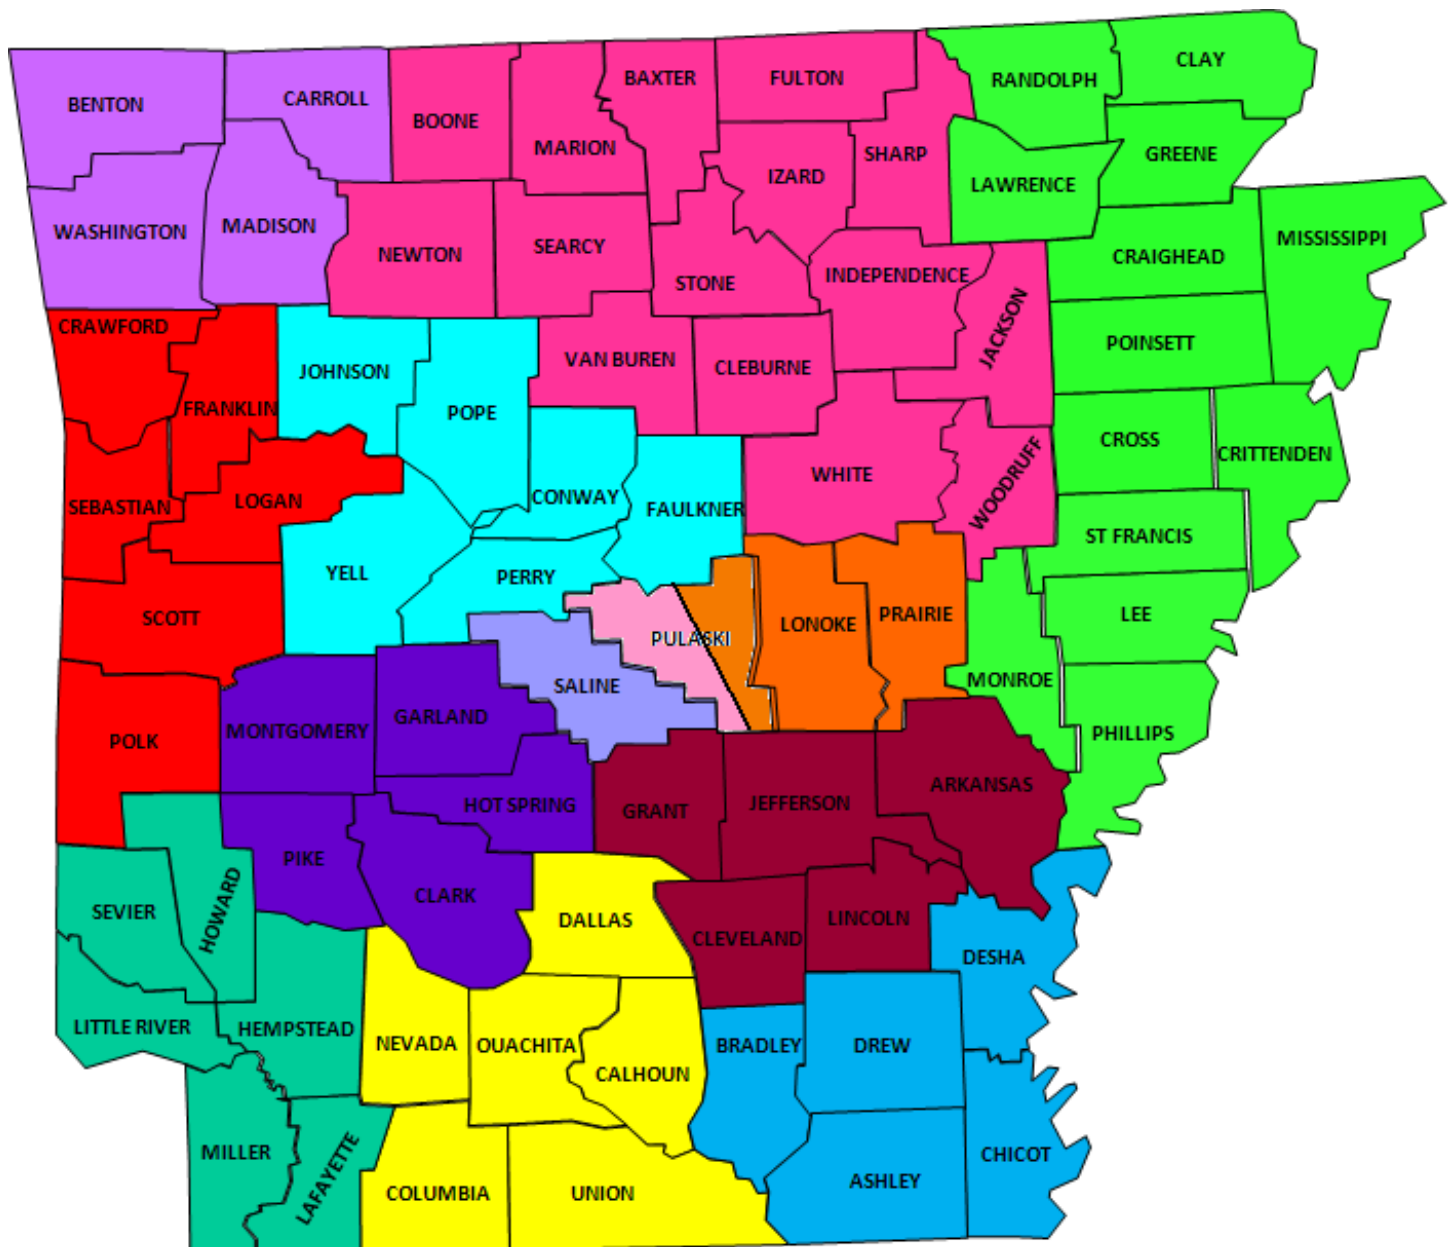 BENTON
CARROLL
BOONE
MARION
BAXTER
FULTON
RANDOLPH
CLAY
WASHINGTON
MADISON
NEWTON
SEARCY
STONE
IZARD
SHARP
LAWRENCE
GREENE
INDEPENDENCE
JACKSON
CRAIGHEAD
MISSISSIPPI
CRAWFORD
FRANKLIN
JOHNSON
POPE
VAN BUREN
CLEBURNE
POINSETT
SEBASTIAN
LOGAN
CONWAY
FAULKNER
WHITE
WOODRUFF
CROSS
CRITTENDEN
ST FRANCIS
SCOTT
YELL
PERRY
PULASKI
LONOKE
PRAIRIE
LEE
MONROE
PHILLIPS
POLK
MONTGOMERY
GARLAND
SALINE
HOT SPRING
GRANT
JEFFERSON
ARKANSAS
SEVIER
HOWARD
PIKE
CLARK
DALLAS
CLEVELAND
LINCOLN
DESHA
LITTLE RIVER
HEMPSTEAD
NEVADA
OUACHITA
CALHOUN
BRADLEY
DREW
MILLER
LAFAYETTE
COLUMBIA
UNION
ASHLEY
CHICOT